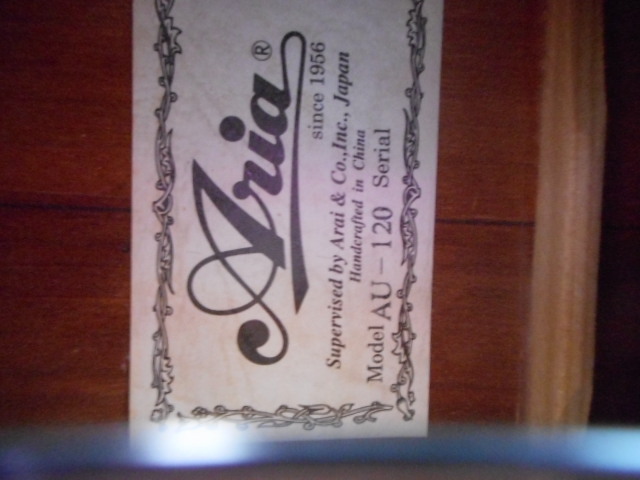 Aria®
since 1956
Supervised by Arai & Co.,Inc., Japan
Handcrafted in China
Model AU-120 Serial